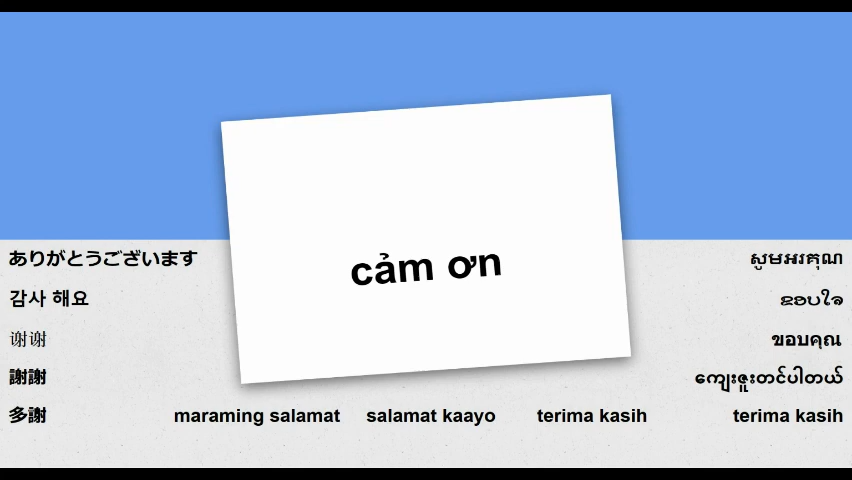 cảm ơn
ありがとうございます
សូមអរគុណ
감사 해요
ຂອບໃຈ
谢谢
ขอบคุณ
謝謝
ကျေးဇူးတင်ပါတယ်
多謝
maraming salamat
salamat kaayo
terima kasih
terima kasih